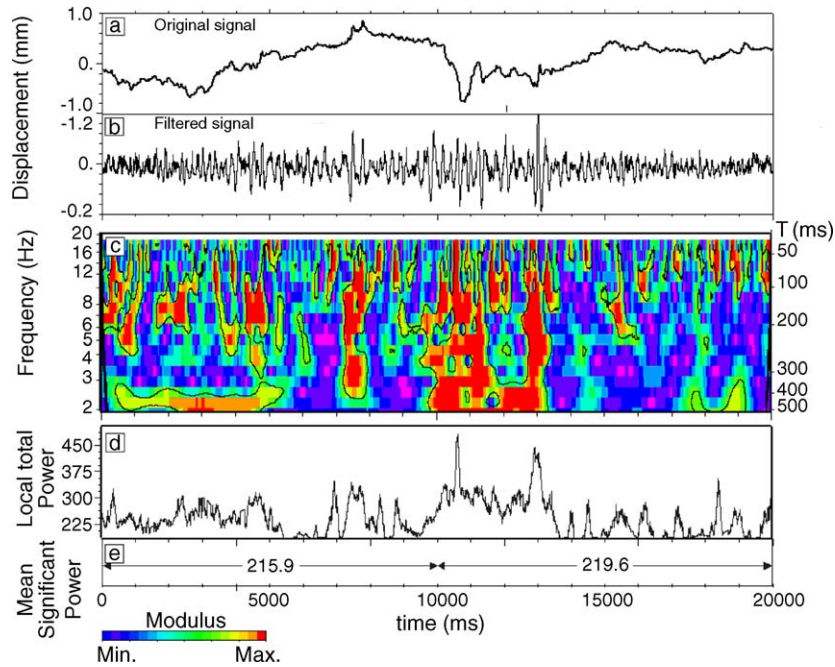 a Original signal
1.0
0.
-1.0
Displacement (mm)
b Filtered signal
-1.2
0.
-0.2
c
Frequency (Hz)
20
16
12
8
6
5
4
3
2
T (ms)
50
100
200
300
400
500
d
Local total
Power
450
300
225
e
Mean
Significant
Power
215.9
219.6
0
5000
10000
15000
20000
time (ms)
Modulus
Min.
Max.